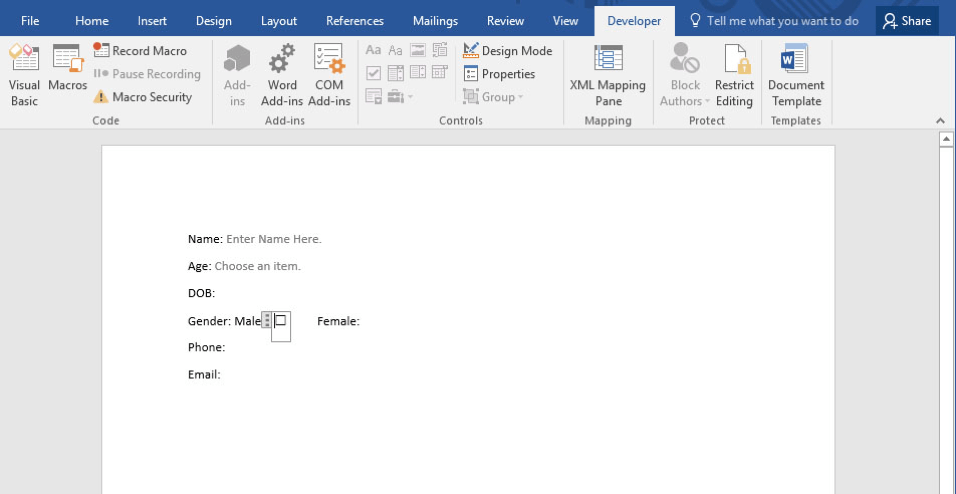 File Home Insert Design Layout References Mailings Review View Developer Tell me what you want to do Share
Visual Basic
Macros
Record Macro
Pause Recording
Macro Security
Code
Add-ins
Word Add-ins
COM Add-ins
Add-ins
Aa Aa
Design Mode
Properties
Group
Controls
XML Mapping Pane
Mapping
Block Authors
Restrict Editing
Protect
Document Template
Templates
Name: Enter Name Here.
Age: Choose an item.
DOB:
Gender: Male ☐ Female:
Phone:
Email: